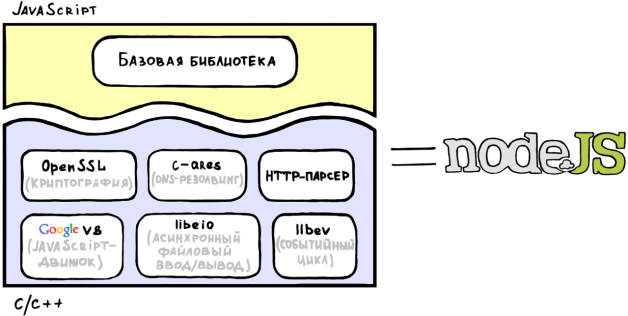 JAVASCRIPT
БАЗОВАЯ БИБЛИОТЕКА
OpenSSL
(КРИПТОГРАФИЯ)
c-ares
(DNS-РЕЗОЛВИНГ)
HTTP-ПАРСЕР
= nodeJS
Google V8
(JAVASCRIPT-
ДВИЖОК)
libeio
(АСИНХРОННЫЙ
ФАЙЛОВЫЙ
ВВОД/ВЫВОД)
libev
(СОБЫТИЙНЫЙ
ЦИКЛ)
C/C++